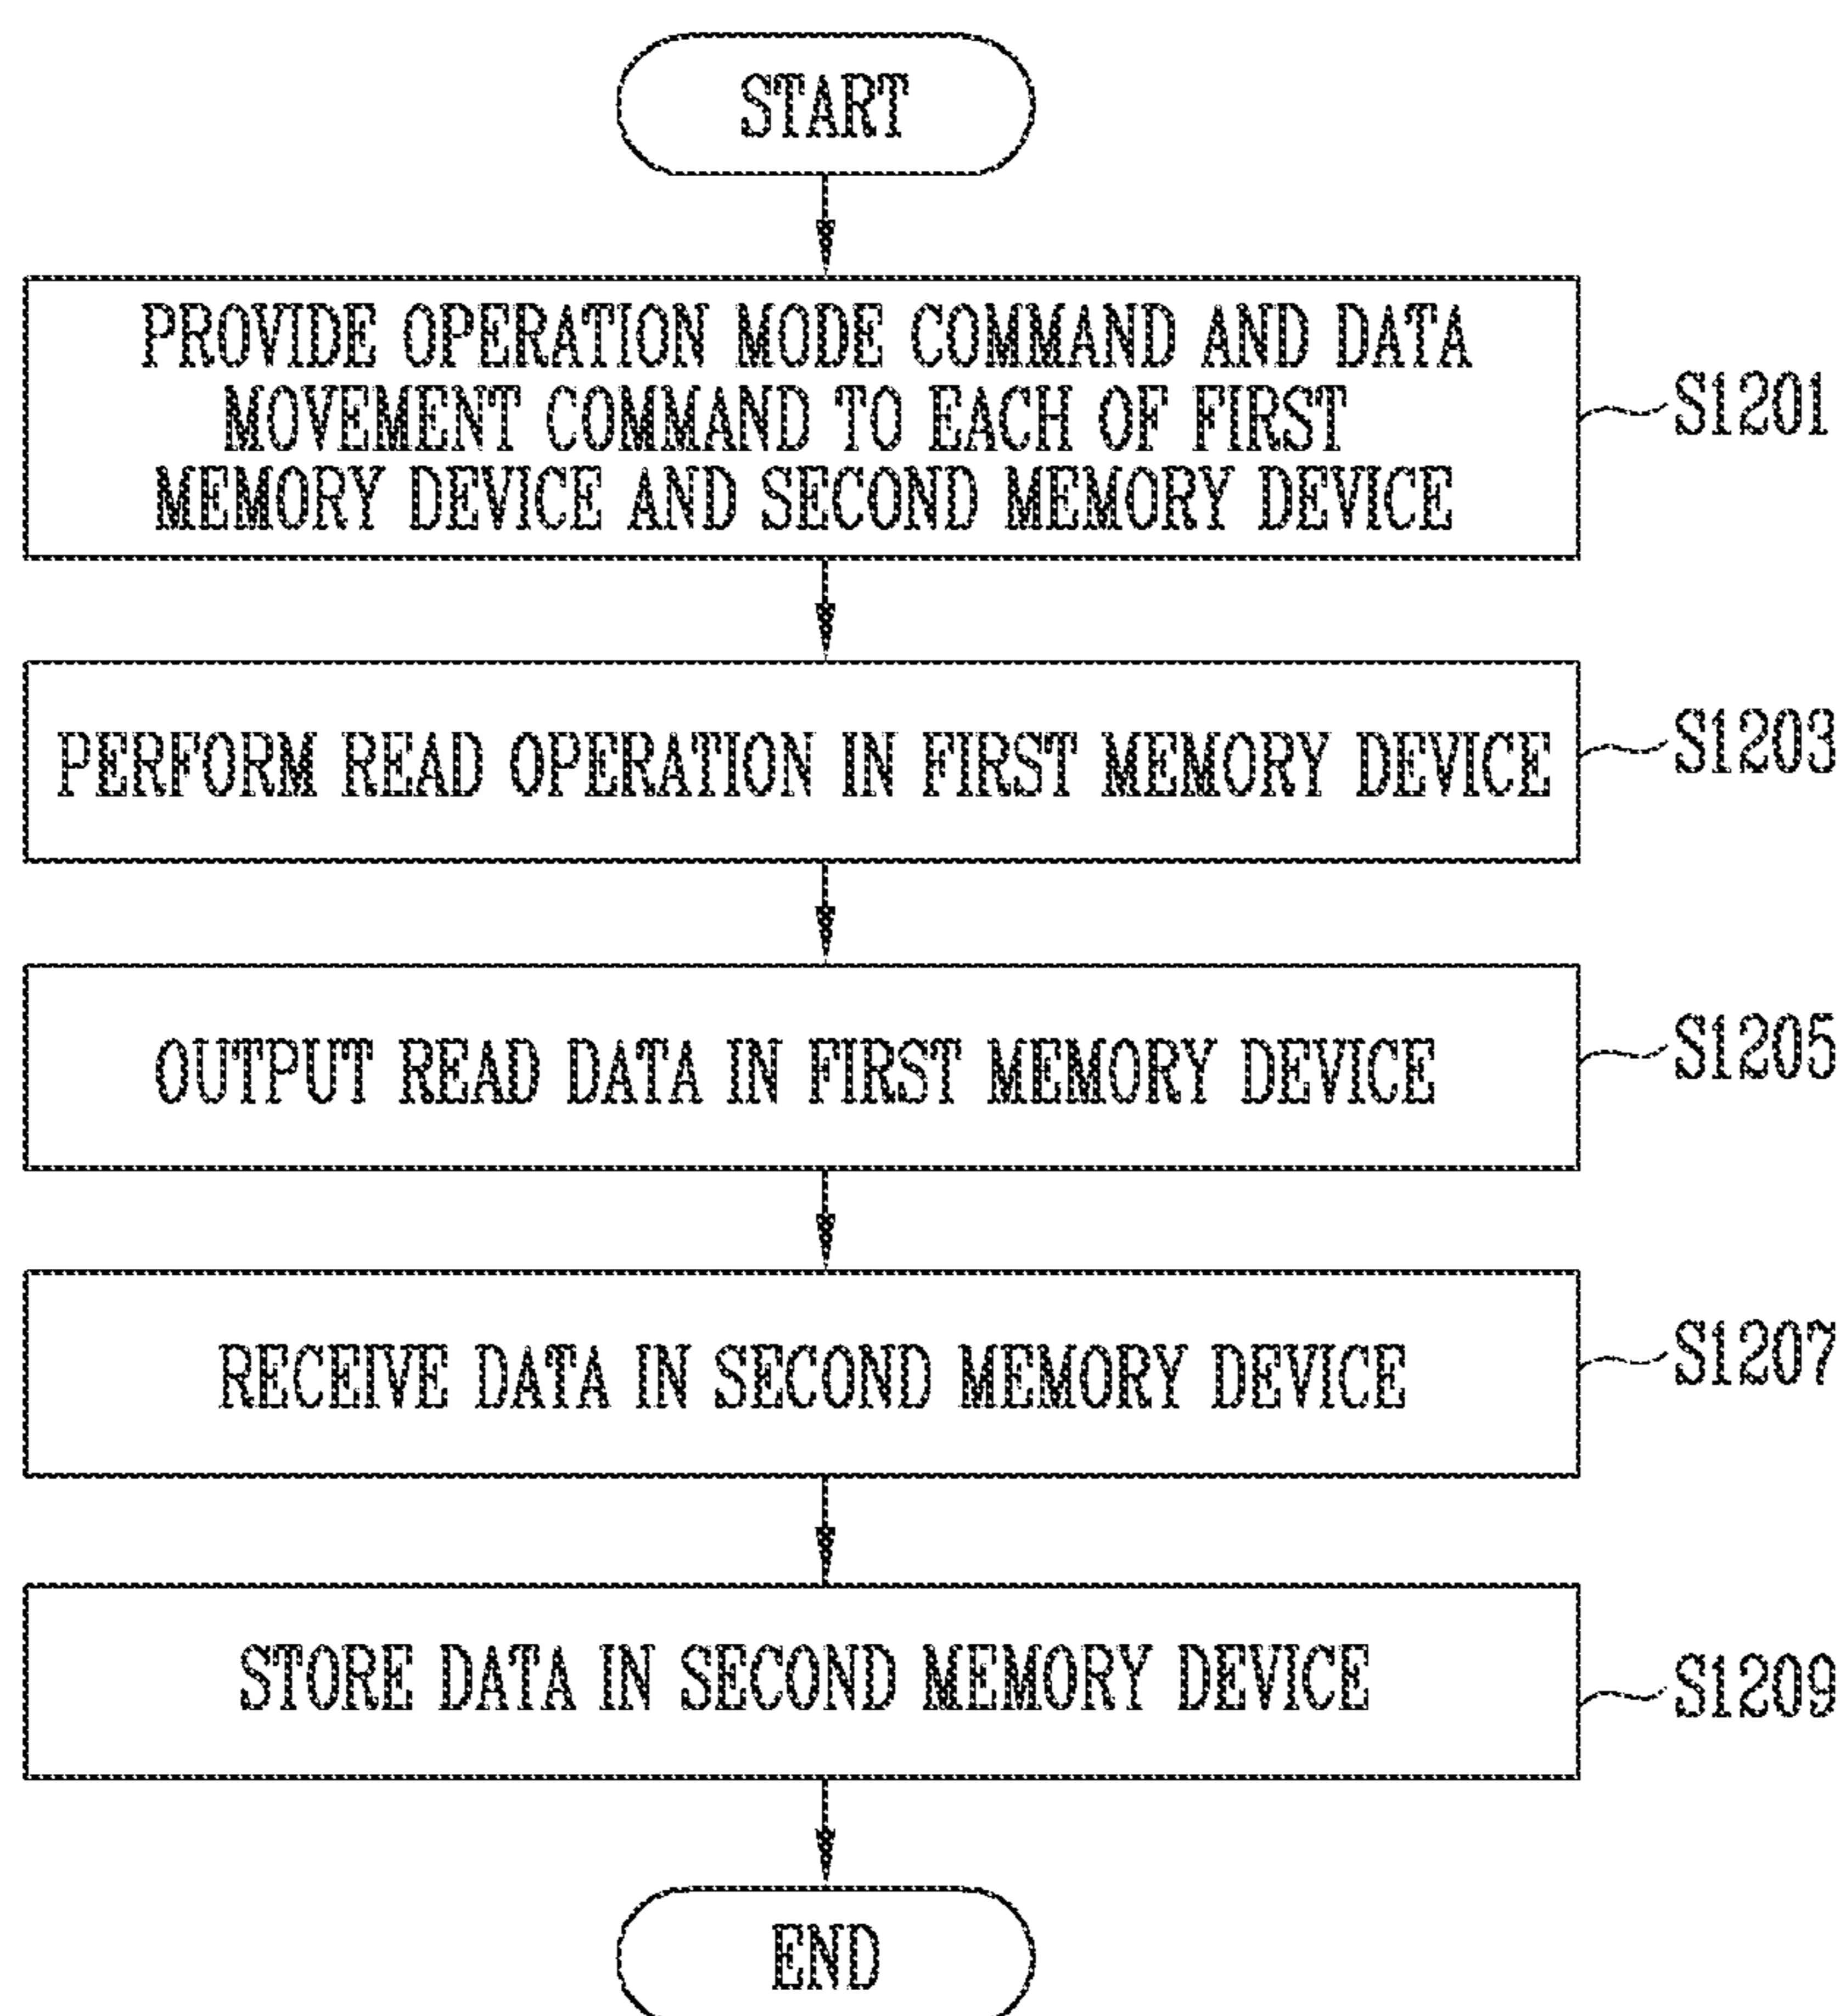 START
PROVIDE OPERATION MODE COMMAND AND DATA
MOVEMENT COMMAND TO EACH OF FIRST
MEMORY DEVICE AND SECOND MEMORY DEVICE
S1201
PERFORM READ OPERATION IN FIRST MEMORY DEVICE
S1203
OUTPUT READ DATA IN FIRST MEMORY DEVICE
S1205
RECEIVE DATA IN SECOND MEMORY DEVICE
S1207
STORE DATA IN SECOND MEMORY DEVICE
S1209
END